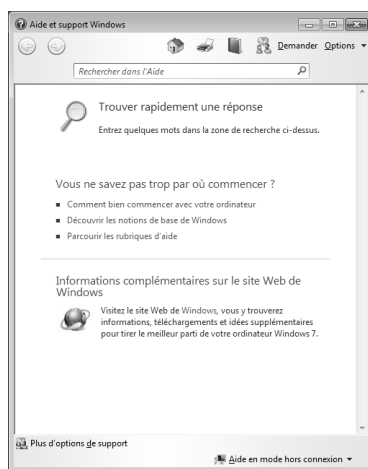 Aide et support Windows
Demander Options
Rechercher dans l'Aide
Trouver rapidement une réponse
Entrez quelques mots dans la zone de recherche ci-dessus.
Vous ne savez pas trop par où commencer ?
Comment bien commencer avec votre ordinateur
Découvrir les notions de base de Windows
Parcourir les rubriques d'aide
Informations complémentaires sur le site Web de
Windows
Visitez le site Web de Windows, vous y trouverez
informations, téléchargements et idées supplémentaires
pour tirer le meilleur parti de votre ordinateur Windows 7.
Plus d'options de support
Aide en mode hors connexion